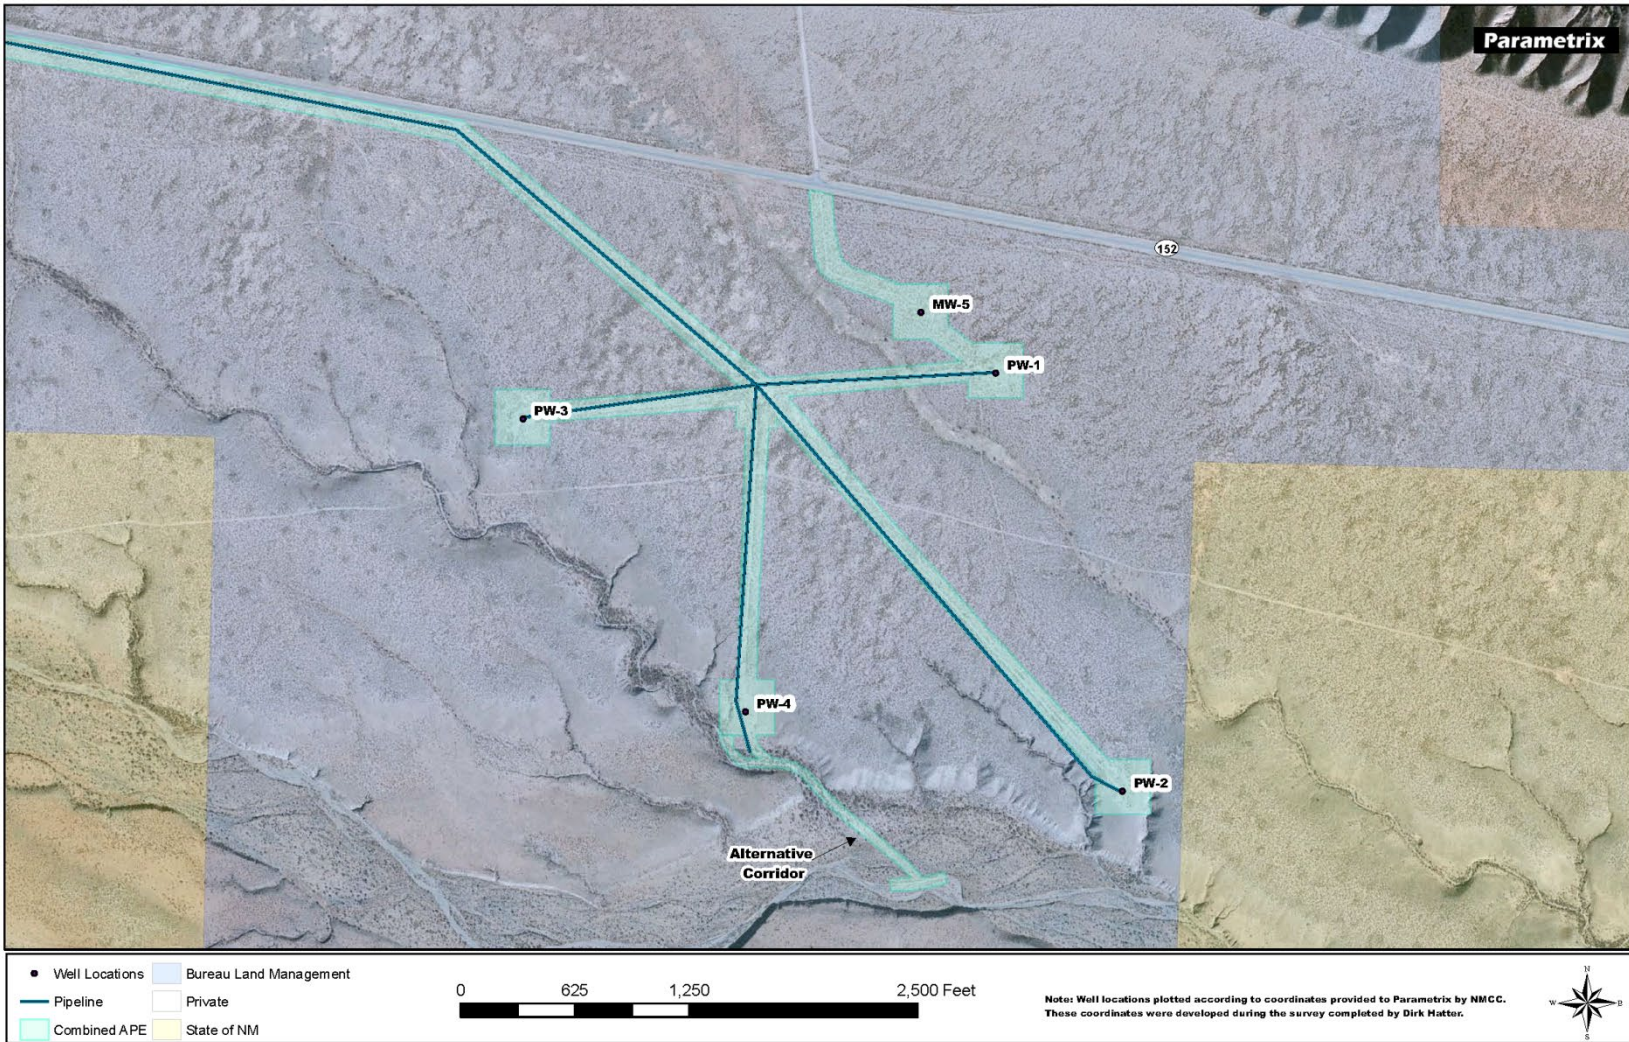 Parametrix
152
MW-5
PW-1
PW-3
PW-4
PW-2
Alternative
Corridor
Well Locations
Bureau Land Management
Pipeline
Private
Combined APE
State of NM
0 625 1,250 2,500 Feet
Note: Well locations plotted according to coordinates provided to Parametrix by NMCC.
These coordinates were developed during the survey completed by Dirk Hatter.
N
W E
S